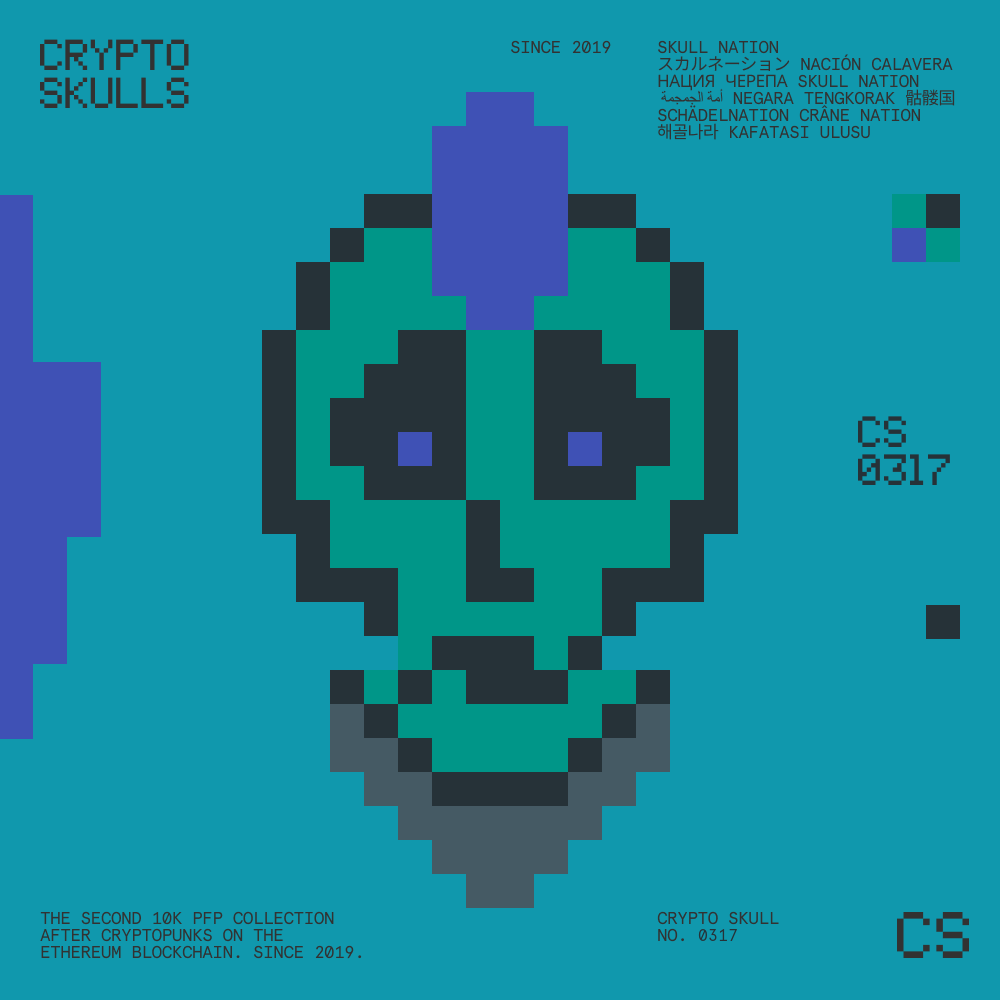 CRYPTO
SKULLS
SINCE 2019
SKULL NATION
スカルネーション NACIÓN CALAVERA
НАЦИЯ ЧЕРЕПА SKULL NATION
أمة الجمجمة NEGARA TENGKORAK 骷髅国
SCHÄDELNATION CRÂNE NATION
해골나라 KAFATASI ULUSU
CS
0317
THE SECOND 10K PFP COLLECTION
AFTER CRYPTOPUNKS ON THE
ETHEREUM BLOCKCHAIN. SINCE 2019.
CRYPTO SKULL
NO. 0317
CS